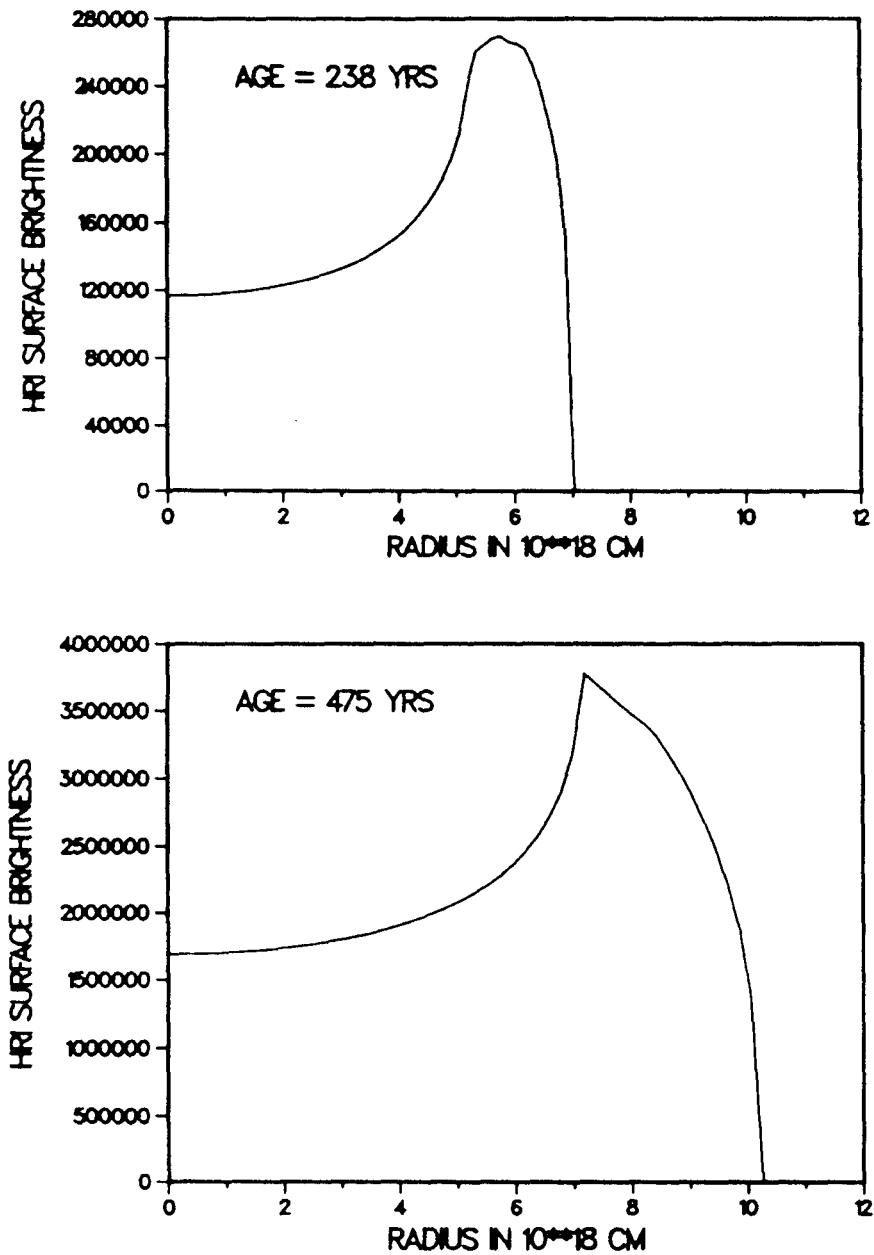 280000
240000
200000
160000
120000
80000
40000
0
HRI SURFACE BRIGHTNESS
AGE = 238 YRS
0 2 4 6 8 10 12
RADIUS IN 10**18 CM
4000000
3500000
3000000
2500000
2000000
1500000
1000000
500000
0
HRI SURFACE BRIGHTNESS
AGE = 475 YRS
0 2 4 6 8 10 12
RADIUS IN 10**18 CM